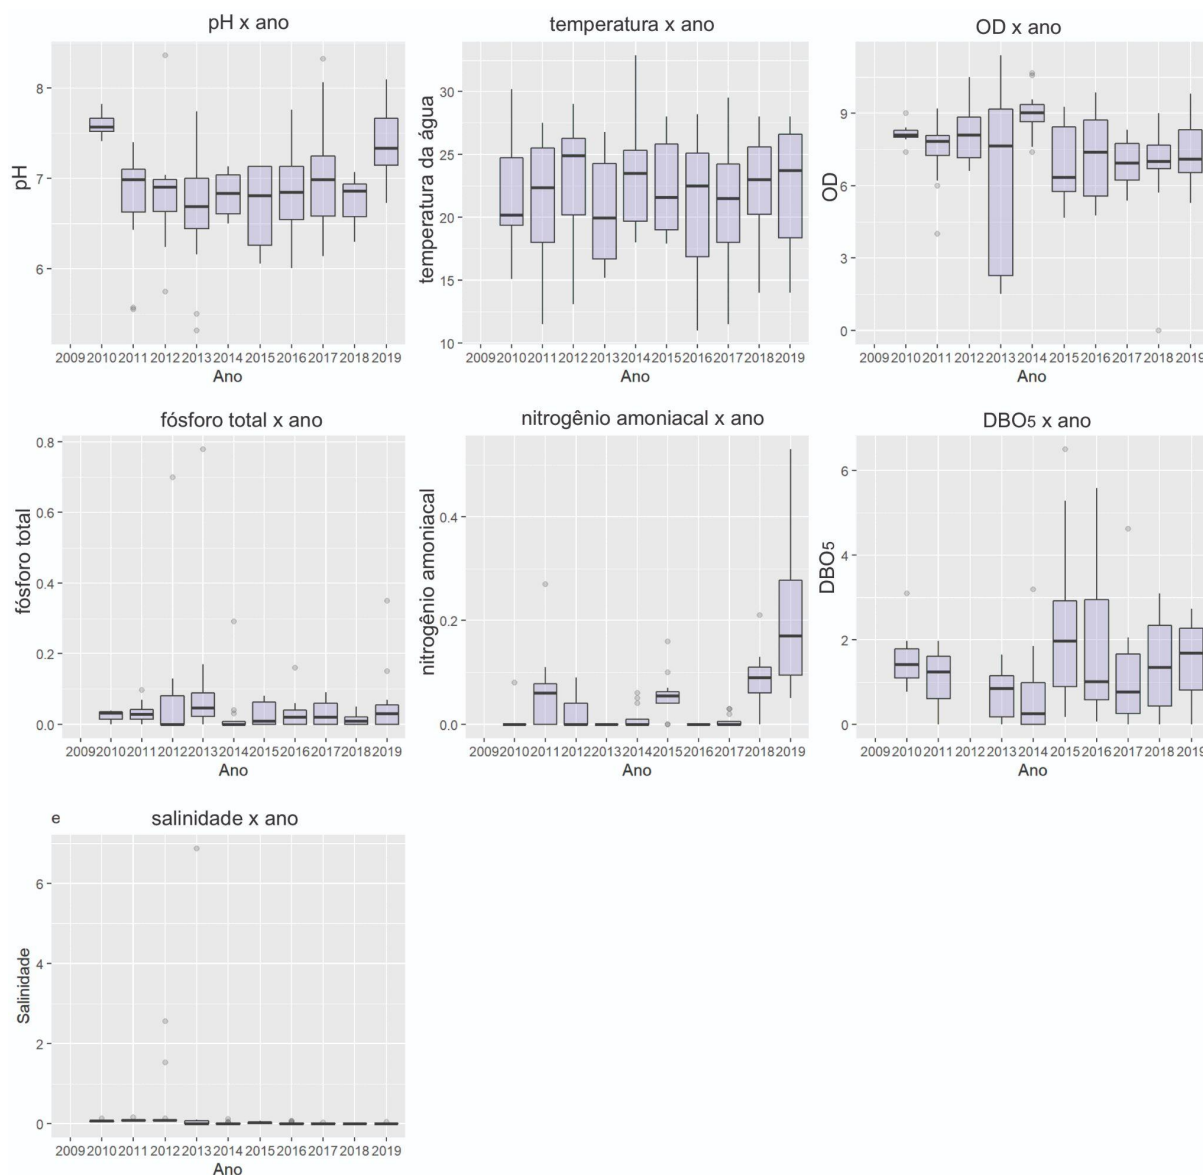 pH x ano
temperatura x ano
OD x ano
8
7
6
pH
2009 2010 2011 2012 2013 2014 2015 2016 2017 2018 2019
Ano
30
25
20
15
10
temperatura da água
2009 2010 2011 2012 2013 2014 2015 2016 2017 2018 2019
Ano
9
6
3
0
OD
2009 2010 2011 2012 2013 2014 2015 2016 2017 2018 2019
Ano
fósforo total x ano
nitrogênio amoniacal x ano
DBO5 x ano
0.8
0.6
0.4
0.2
0.0
fósforo total
2009 2010 2011 2012 2013 2014 2015 2016 2017 2018 2019
Ano
0.4
0.2
0.0
nitrogênio amoniacal
2009 2010 2011 2012 2013 2014 2015 2016 2017 2018 2019
Ano
6
4
2
0
DBO5
2009 2010 2011 2012 2013 2014 2015 2016 2017 2018 2019
Ano
e
salinidade x ano
6
4
2
0
Salinidade
2009 2010 2011 2012 2013 2014 2015 2016 2017 2018 2019
Ano